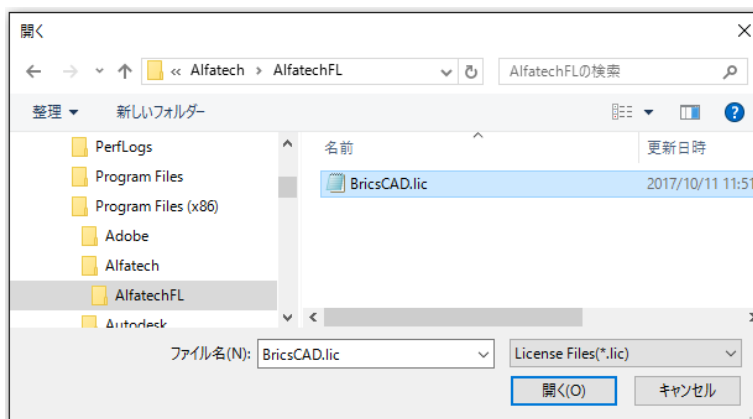 開く
« Alfatech › AlfatechFL
AlfatechFLの検索
整理 新しいフォルダー
PerfLogs
Program Files
Program Files (x86)
Adobe
Alfatech
AlfatechFL
Autodesk
名前 更新日時
BricsCAD.lic 2017/10/11 11:51
ファイル名(N): BricsCAD.lic License Files(*.lic)
開く(O) キャンセル